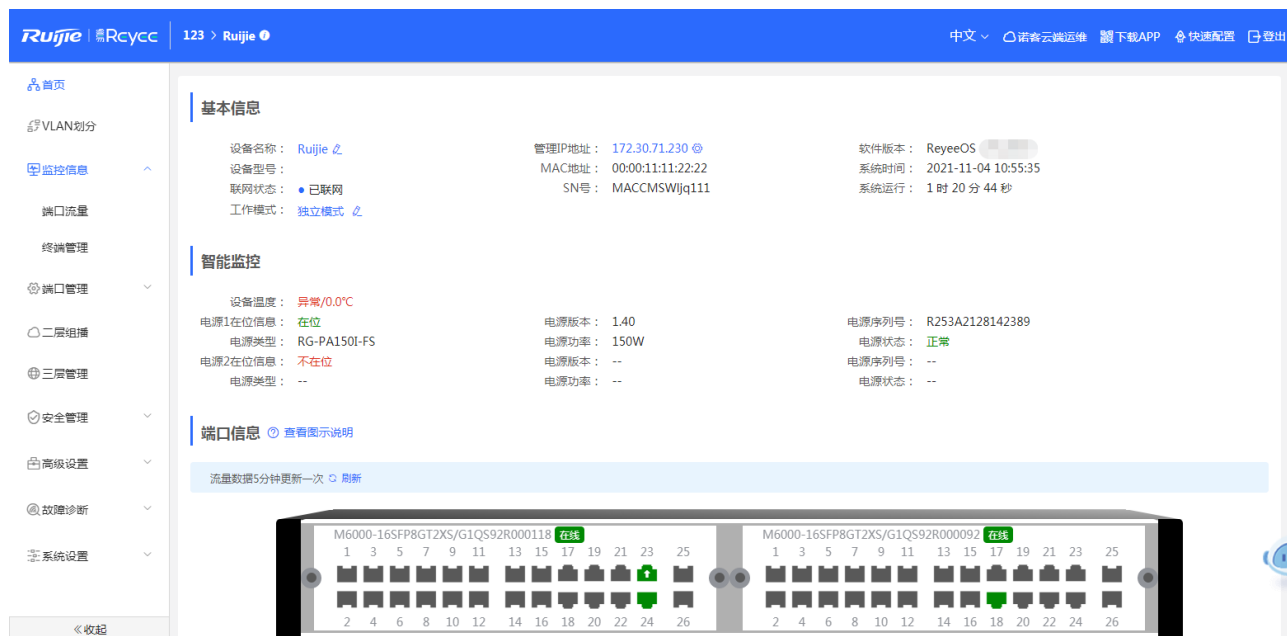 Ruijie | 睿易Reyee 123 > Ruijie
中文 诺客云端运维 下载APP 快速配置 登出
首页
VLAN划分
监控信息
端口流量
终端管理
端口管理
二层组播
三层管理
安全管理
高级设置
故障诊断
系统设置
«收起
基本信息
设备名称： Ruijie 管理IP地址： 172.30.71.230 软件版本： ReyeeOS
设备型号： MAC地址： 00:00:11:11:22:22 系统时间： 2021-11-04 10:55:35
联网状态： 已联网 SN号： MACCMSWljq111 系统运行： 1 时 20 分 44 秒
工作模式： 独立模式
智能监控
设备温度： 异常/0.0℃
电源1在位信息： 在位 电源版本： 1.40 电源序列号： R253A2128142389
电源类型： RG-PA150I-FS 电源功率： 150W 电源状态： 正常
电源2在位信息： 不在位 电源版本： -- 电源序列号： --
电源类型： -- 电源功率： -- 电源状态： --
端口信息 查看图示说明
流量数据5分钟更新一次 刷新
M6000-16SFP8GT2XS/G1QS92R000118 在线
1 3 5 7 9 11 13 15 17 19 21 23 25
2 4 6 8 10 12 14 16 18 20 22 24 26
M6000-16SFP8GT2XS/G1QS92R000092 在线
1 3 5 7 9 11 13 15 17 19 21 23 25
2 4 6 8 10 12 14 16 18 20 22 24 26